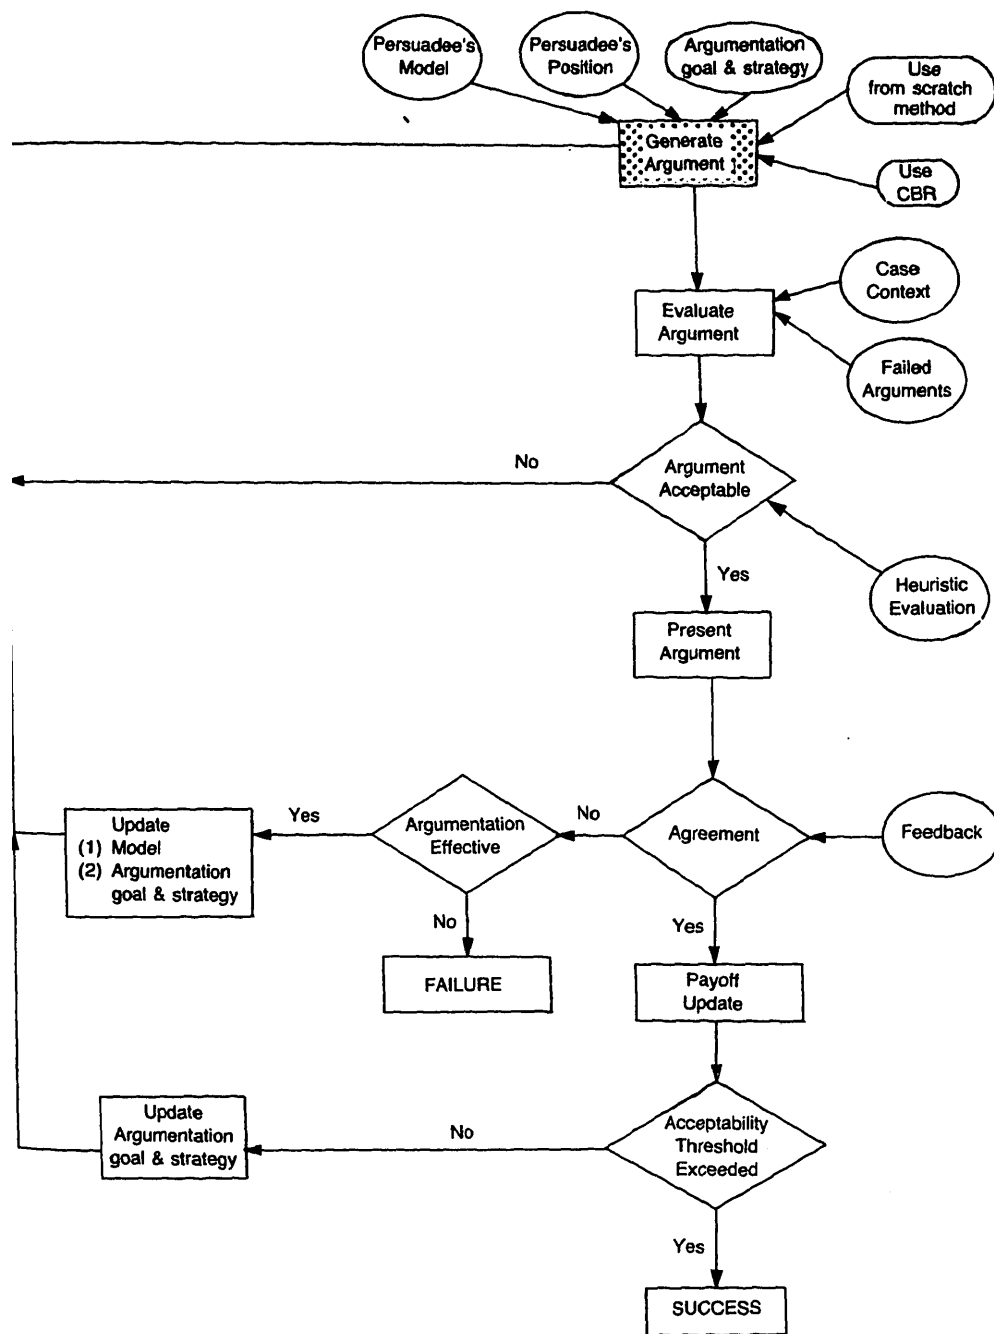 Persuadee's
Model
Persuadee's
Position
Argumentation
goal & strategy
Use
from scratch
method
Generate
Argument
Use
CBR
Case
Context
Evaluate
Argument
Failed
Arguments
No
Argument
Acceptable
Yes
Heuristic
Evaluation
Present
Argument
Update
(1) Model
(2) Argumentation
goal & strategy
Yes
Argumentation
Effective
No
Agreement
Feedback
No
Yes
FAILURE
Payoff
Update
Update
Argumentation
goal & strategy
No
Acceptability
Threshold
Exceeded
Yes
SUCCESS